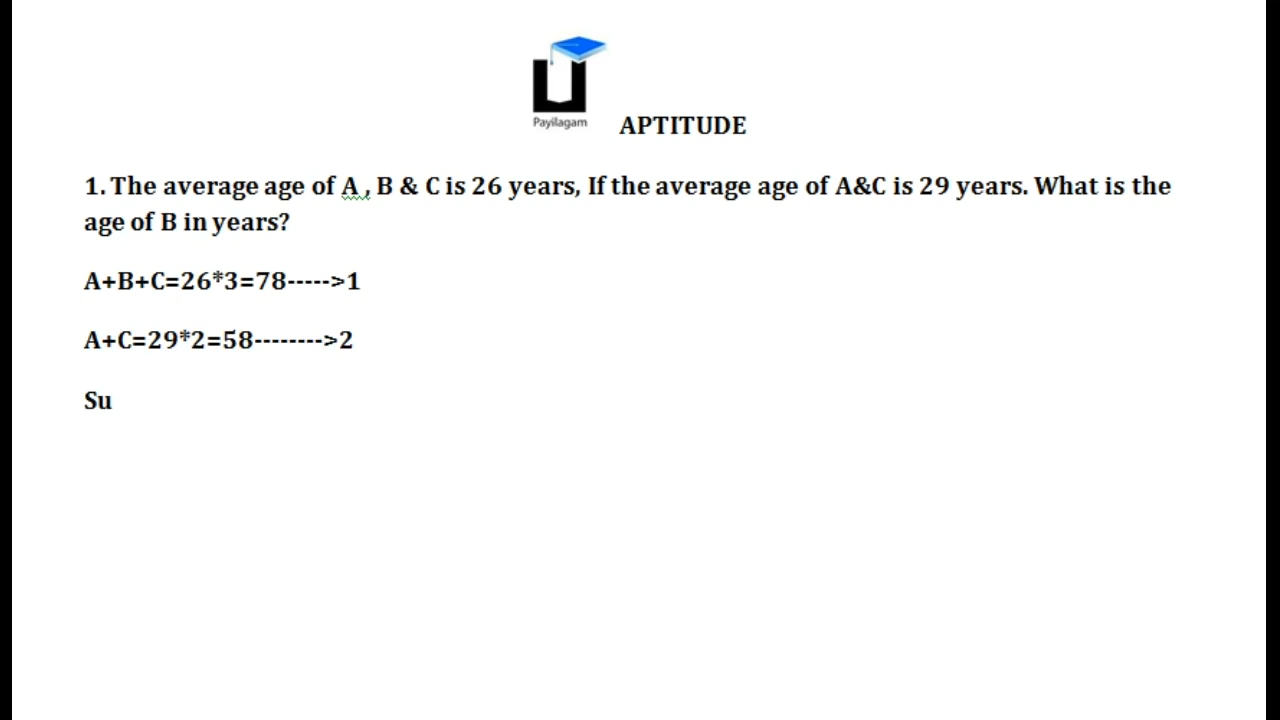 Payilagam
APTITUDE
1. The average age of A , B & C is 26 years, If the average age of A&C is 29 years. What is the
age of B in years?
A+B+C=26*3=78----->1
A+C=29*2=58-------->2
Su